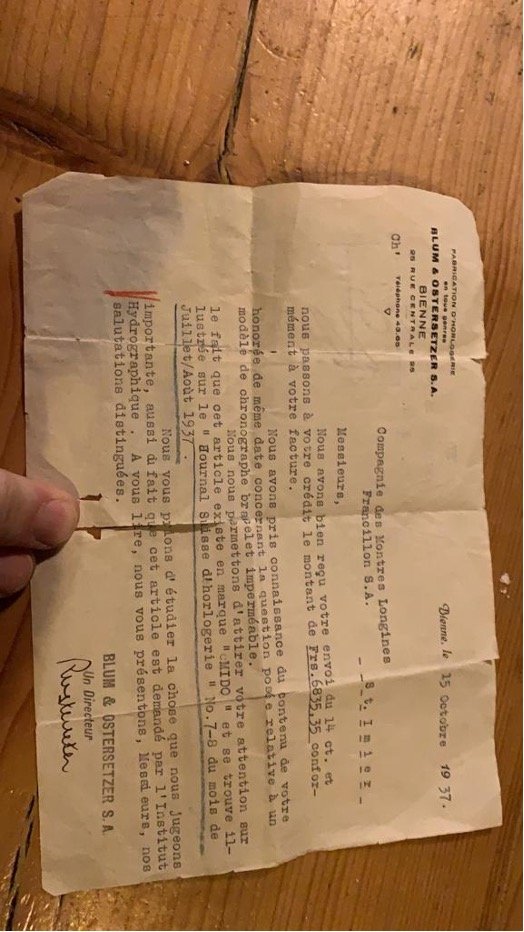 FABRICATION D'HORLOGERIE
en tous genres
BLUM & OSTERSETZER S.A.
BIENNE
25 RUE CENTRALE 25
Téléphone 43.65
Bienne, le 15 Octobre 1937.
Compagnie des Montres Longines
Francillon S.A.
St. Imier
Messieurs,
Nous avons bien reçu votre envoi du 14 ct. et
nous passons à votre crédit le montant de Frs.6835,35 confor-
mément à votre facture.
Nous avons pris connaissance du contenu de votre
honorée de même date concernant la question posée relative à un
modèle de chronographe bracelet imperméable.
Nous nous permettons d'attirer votre attention sur
le fait que cet article existe en marque "MIDO" et se trouve il-
lustrée sur le "Journal Suisse d'horlogerie" No.7-8 du mois de
Juillet/Août 1937.
Nous vous prions d'étudier la chose que nous jugeons
importante, aussi du fait que cet article est demandé par l'Institut
Hydrographique. A vous lire, nous vous présentons, Messieurs, nos
salutations distinguées.
BLUM & OSTERSETZER S.A.
Un Directeur